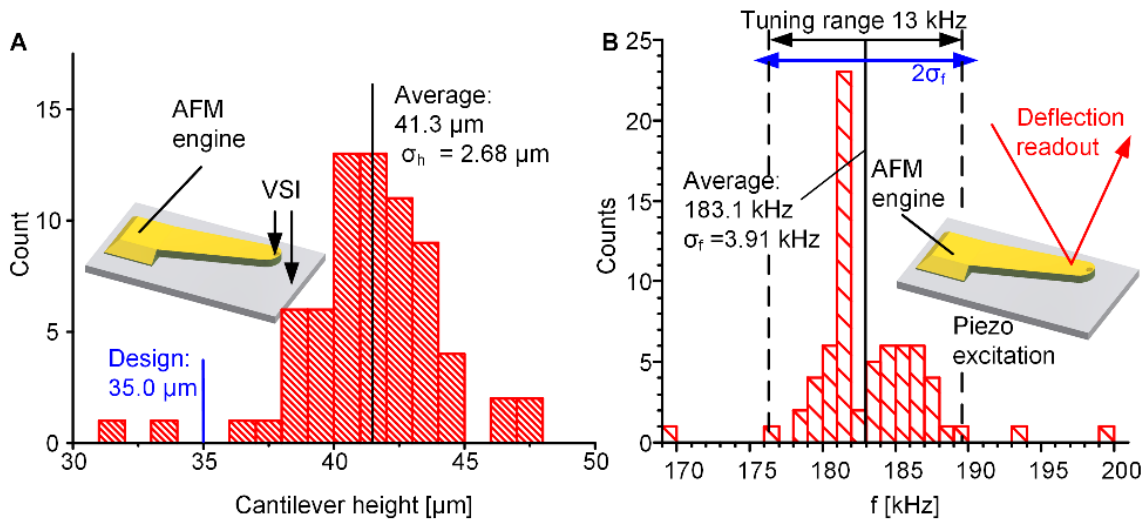 A
15
10
5
0
Count
30
35
40
45
50
Cantilever height [µm]
AFM
engine
VSI
Average:
41.3 µm
σh = 2.68 µm
Design:
35.0 µm
Tuning range 13 kHz
B
25
20
15
10
5
0
Counts
170
180
185
190
195
200
f [kHz]
2σf
Average:
183.1 kHz
σf =3.91 kHz
AFM
engine
Deflection
readout
Piezo
excitation